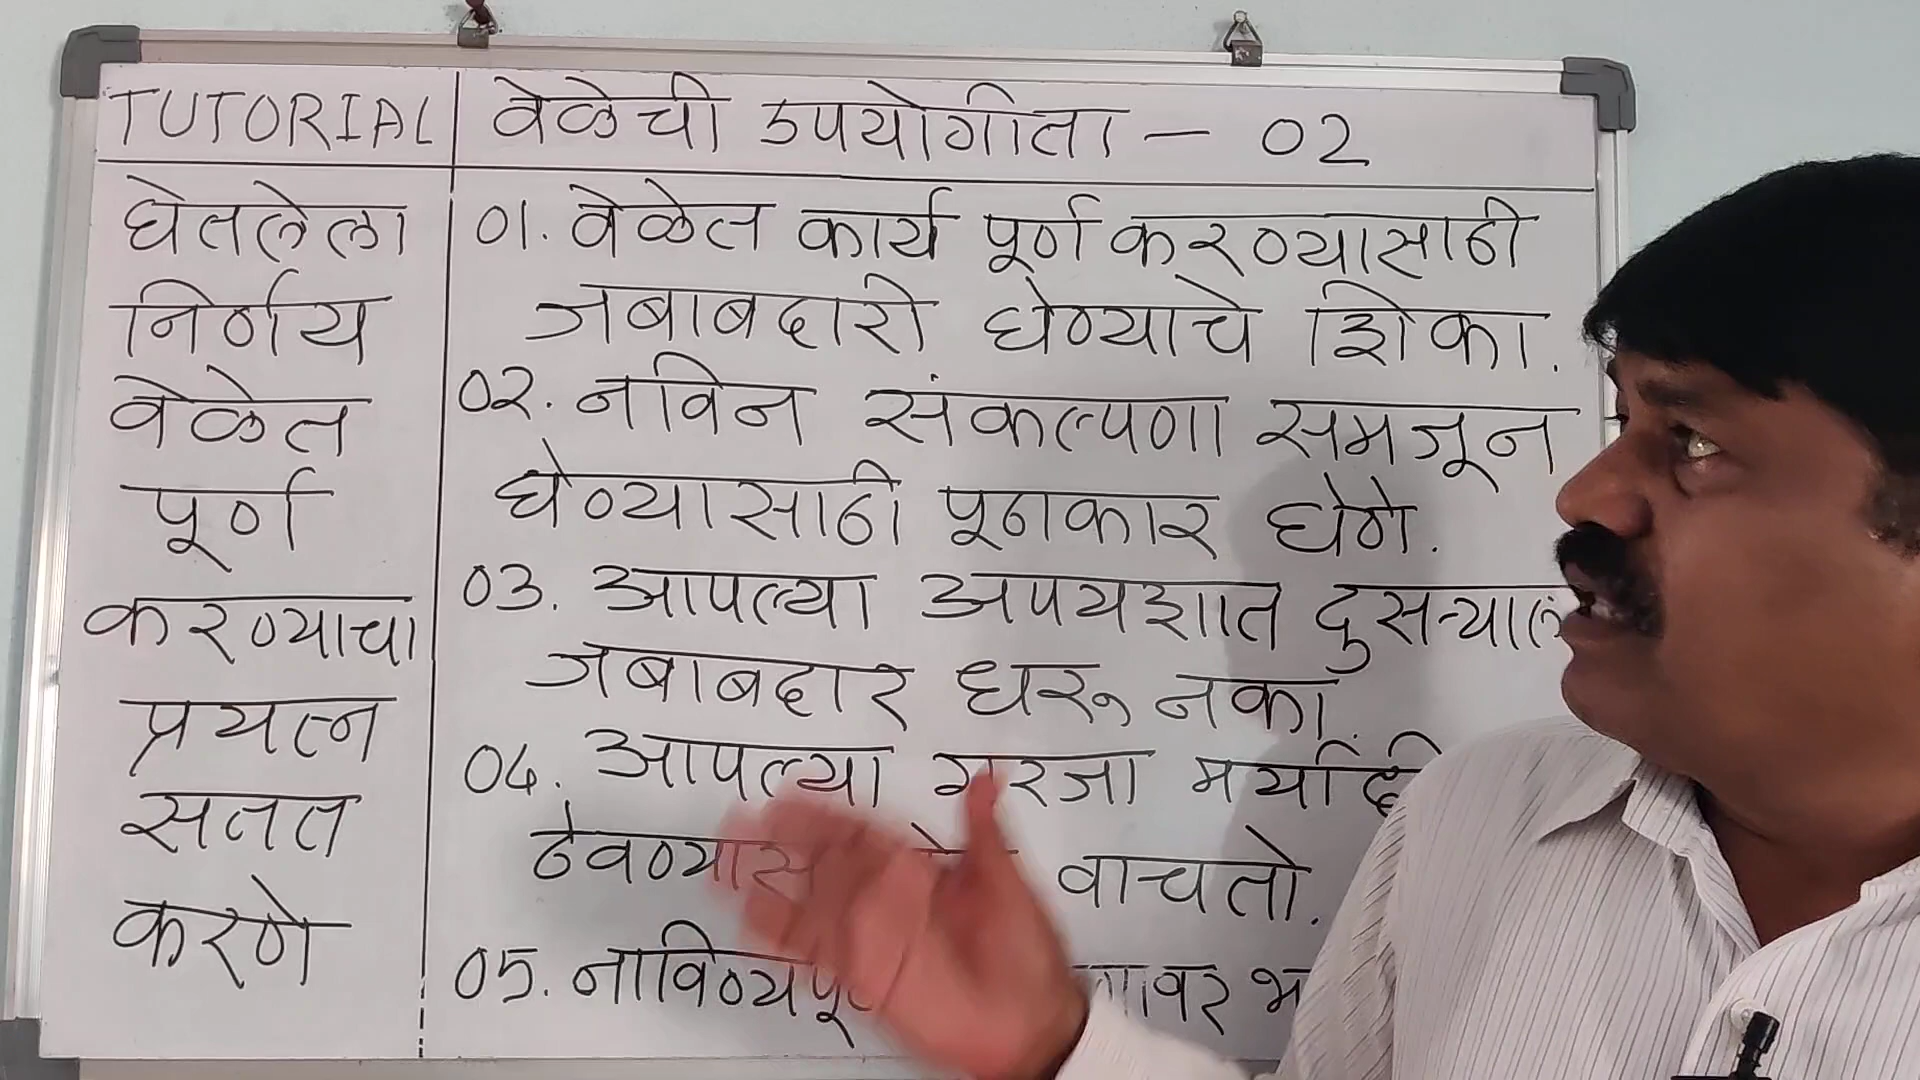 TUTORIAL
वेळेची उपयोगीता - 02
घेतलेला
निर्णय
वेळेत
पूर्ण
करण्याचा
प्रयत्न
सतत
करणे
01. वेळेत कार्य पूर्ण करण्यासाठी
जबाबदारी घेण्याचे शिका.
02. नविन संकल्पणा समजून
घेण्यासाठी पूढाकार घेणे.
03. आपल्या अपयशात दुसऱ्याला
जबाबदार धरू नका.
04. आपल्या गरजा
ठेवण्यास वाचतो.
05.